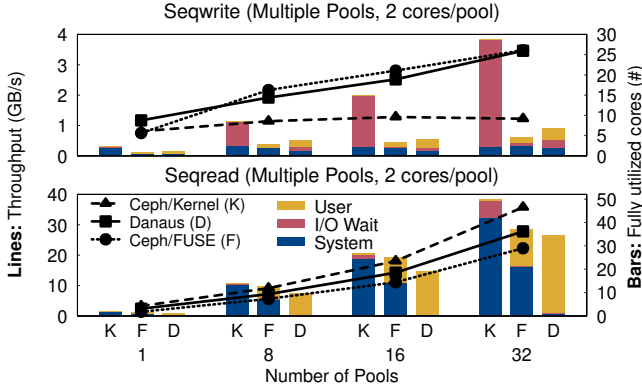 Seqwrite (Multiple Pools, 2 cores/pool)
4
3
2
1
0
30
25
20
15
10
5
0
Seqread (Multiple Pools, 2 cores/pool)
40
30
20
10
0
50
40
30
20
10
0
Ceph/Kernel (K)
Danaus (D)
Ceph/FUSE (F)
User
I/O Wait
System
K F D K F D K F D K F D
1 8 16 32
Number of Pools
Lines: Throughput (GB/s)
Bars: Fully utilized cores (#)